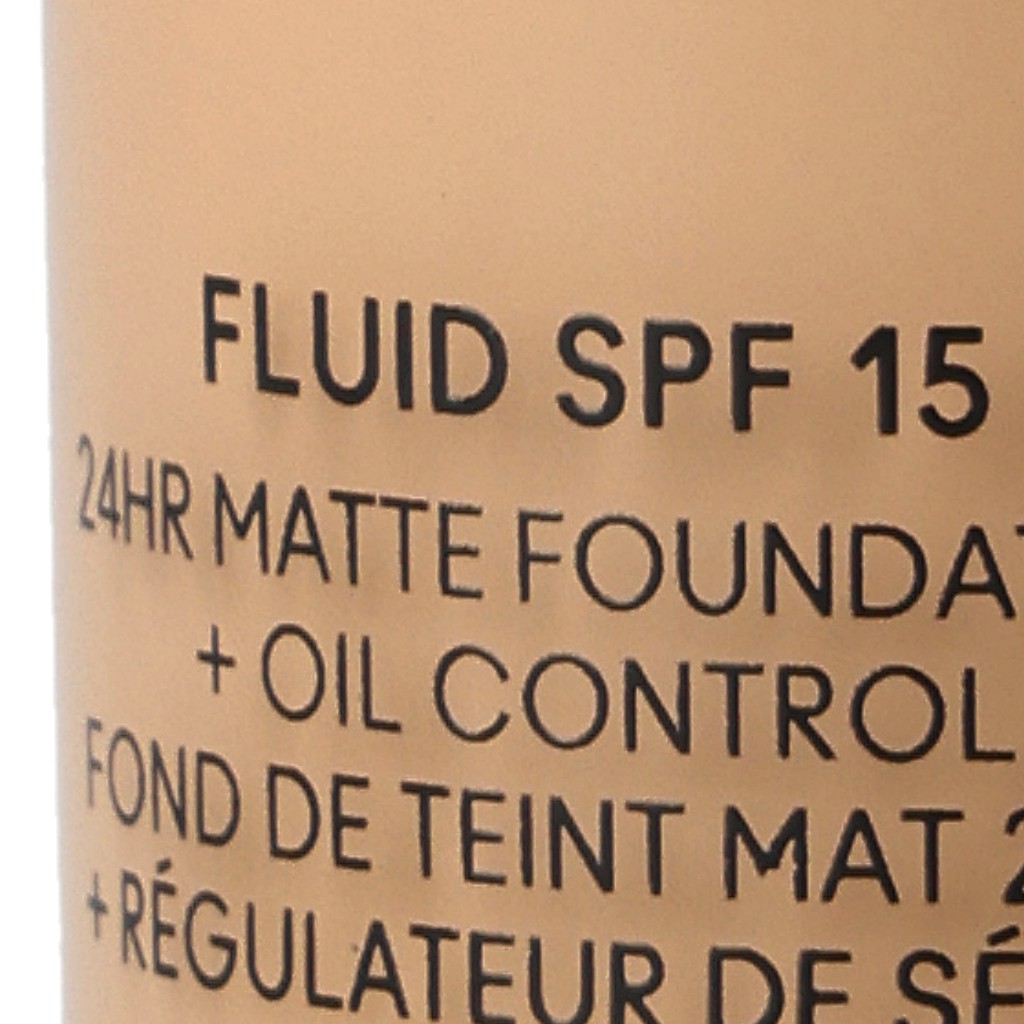 FLUID SPF 15
24HR MATTE FOUNDAT
+ OIL CONTROL
FOND DE TEINT MAT 2
+ RÉGULATEUR DE SÉ